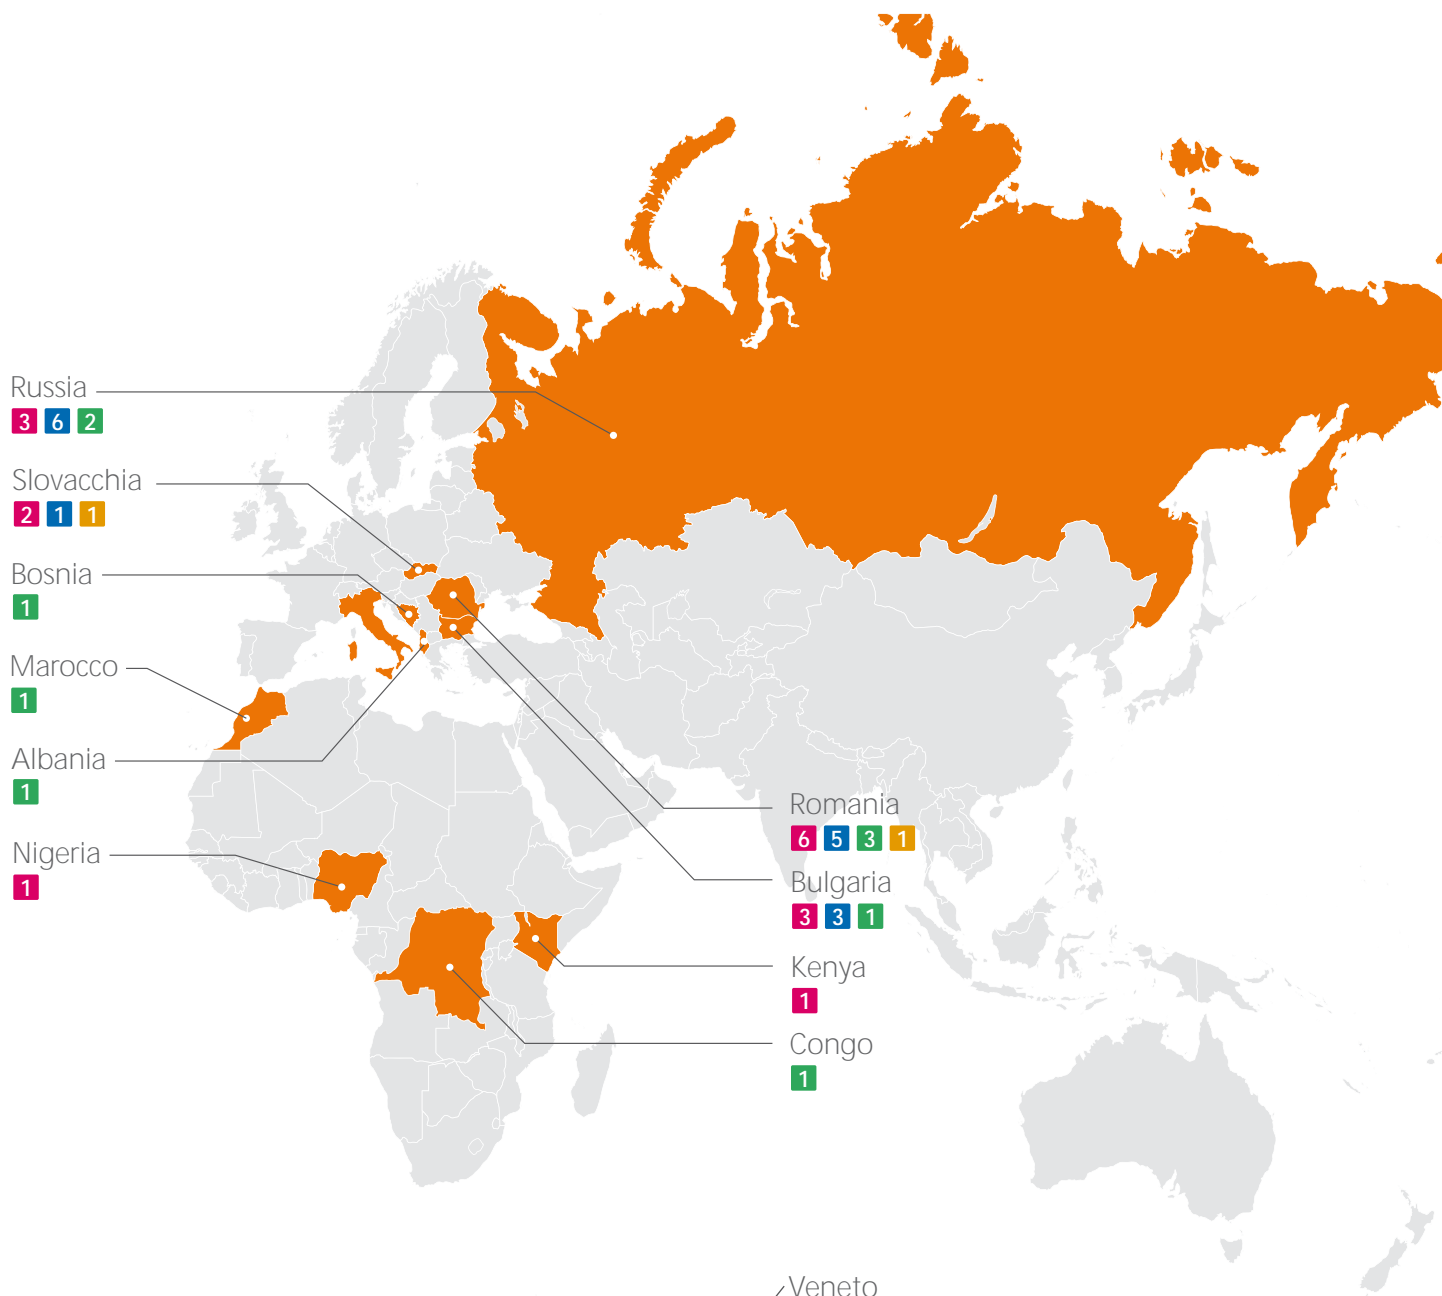 Russia
3 6 2
Slovacchia
2 1 1
Bosnia
1
Marocco
1
Albania
1
Nigeria
1
Romania
6 5 3 1
Bulgaria
3 3 1
Kenya
1
Congo
1
Veneto